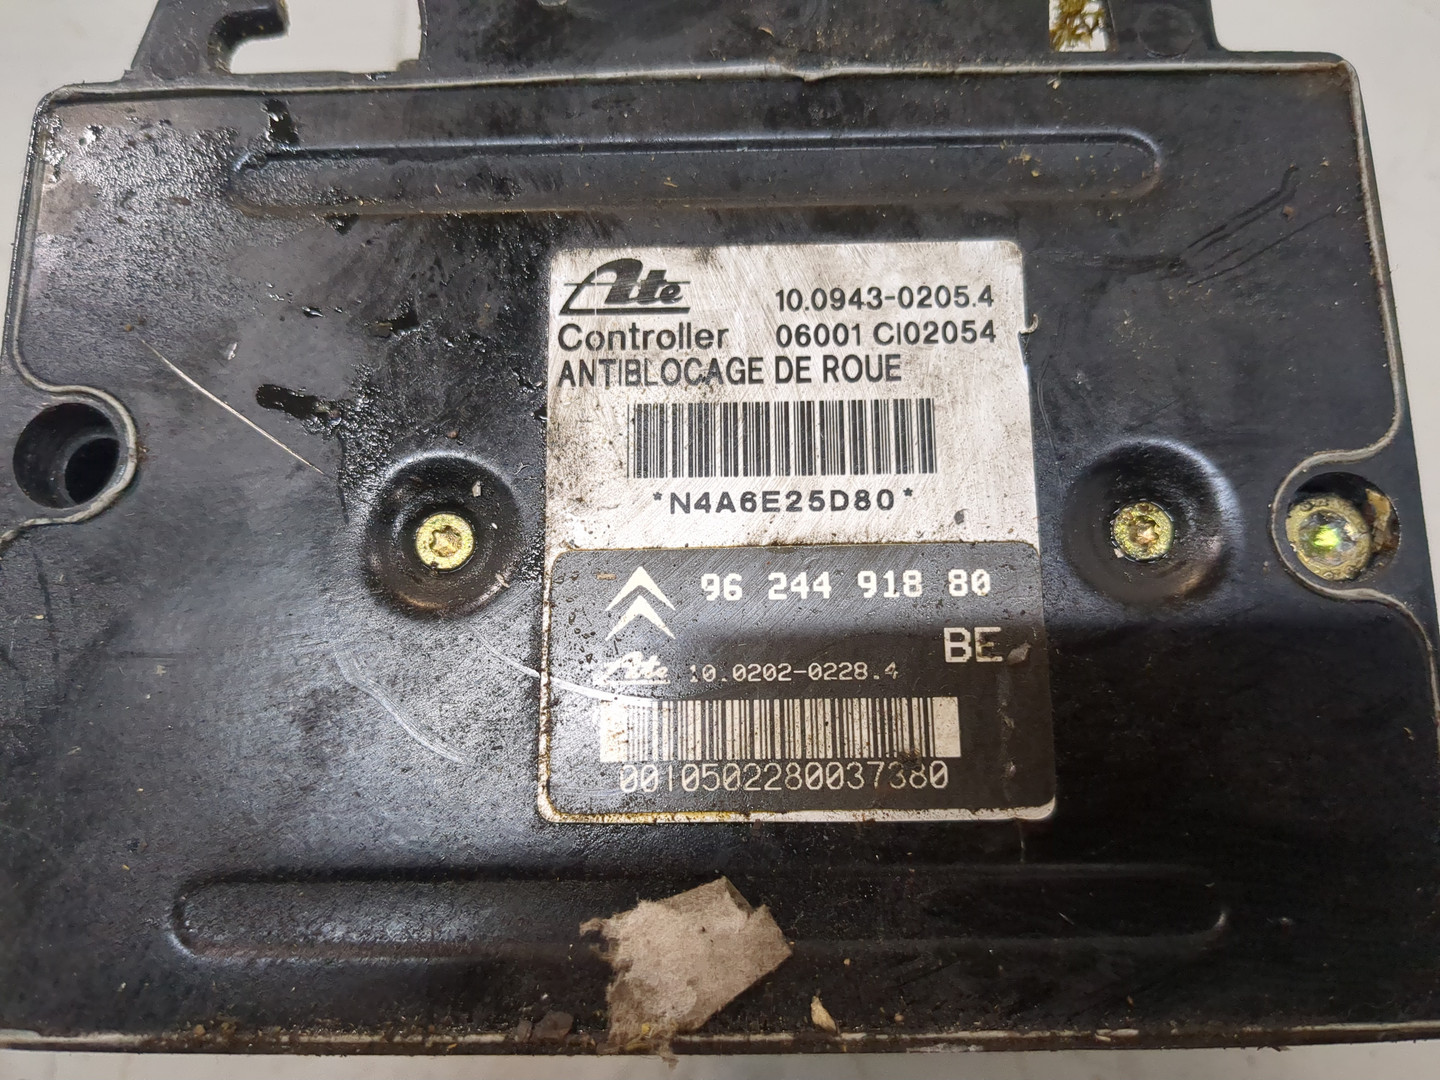 Ate 10.0943-0205.4
Controller 06001 CI02054
ANTIBLOCAGE DE ROUE
*N4A6E25D80*
96 244 918 80
BE
Ate 10.0202-0228.4
0010502280037380